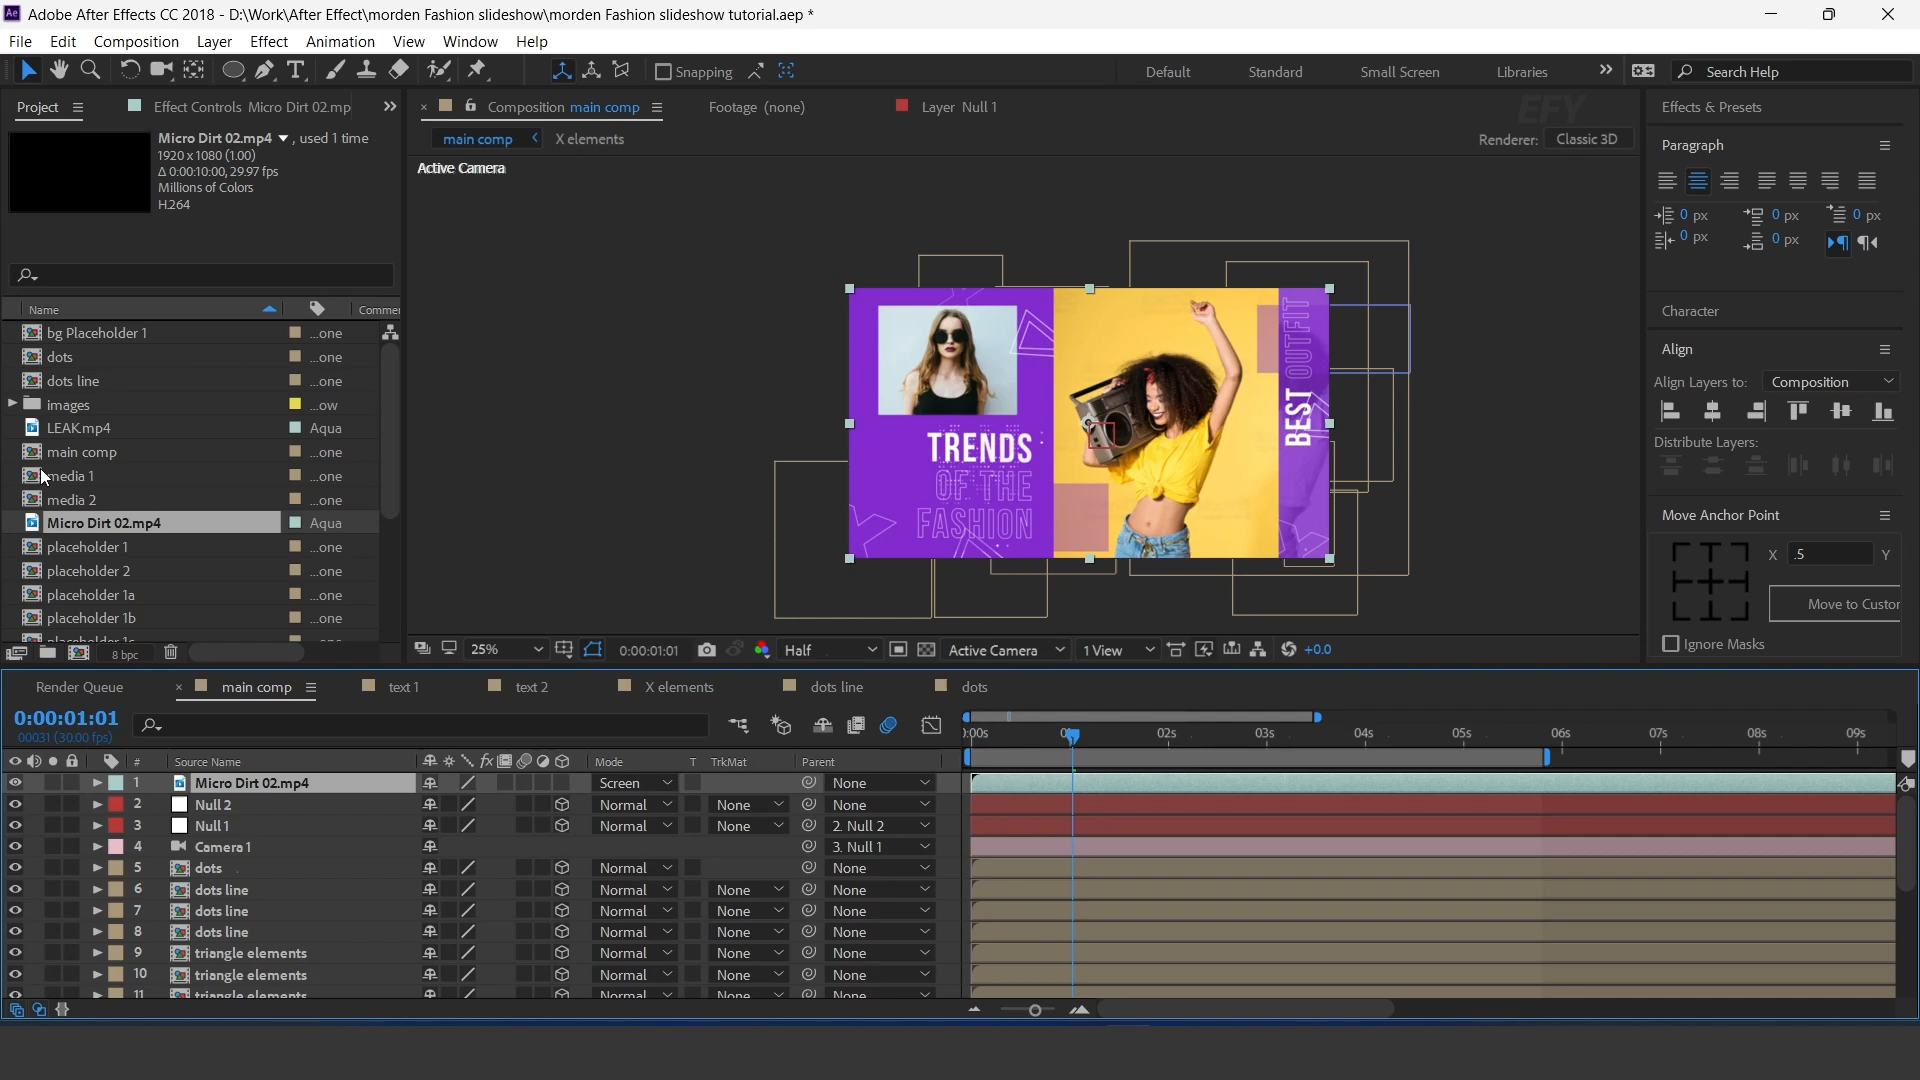 Adobe After Effects CC 2018 - D:\Work\After Effect\morden Fashion slideshow\morden Fashion slideshow tutorial.aep *
File Edit Composition Layer Effect Animation View Window Help
Snapping
Default Standard Small Screen Libraries
Search Help
Project
Effect Controls Micro Dirt 02.mp
Composition main comp
Footage (none)
Layer Null 1
EFY
Effects & Presets
Micro Dirt 02.mp4 , used 1 time
1920 x 1080 (1.00)
Δ 0:00:10:00, 29.97 fps
Millions of Colors
H.264
main comp X elements
Renderer: Classic 3D
Active Camera
Paragraph
0 px 0 px 0 px
0 px 0 px
Character
Align
Align Layers to: Composition
Distribute Layers:
Move Anchor Point
X .5 Y
Move to Custor
Ignore Masks
Name Comme
bg Placeholder 1 ...one
dots ...one
dots line ...one
images ...ow
LEAK.mp4 Aqua
main comp ...one
media 1 ...one
media 2 ...one
Micro Dirt 02.mp4 Aqua
placeholder 1 ...one
placeholder 2 ...one
placeholder 1a ...one
placeholder 1b ...one
placeholder 1c ...one
8 bpc
TRENDS
OF THE
FASHION
BEST OUTFIT
25% 0:00:01:01 Half Active Camera 1 View +0.0
Render Queue main comp text 1 text 2 X elements dots line dots
0:00:01:01
00031 (30.00 fps)
):00s 02s 03s 04s 05s 06s 07s 08s 09s
# Source Name fx Mode T TrkMat Parent
1 Micro Dirt 02.mp4 Screen None
2 Null 2 Normal None None
3 Null 1 Normal None 2. Null 2
4 Camera 1 3. Null 1
5 dots Normal None
6 dots line Normal None None
7 dots line Normal None None
8 dots line Normal None None
9 triangle elements Normal None None
10 triangle elements Normal None None
11 triangle elements Normal None None